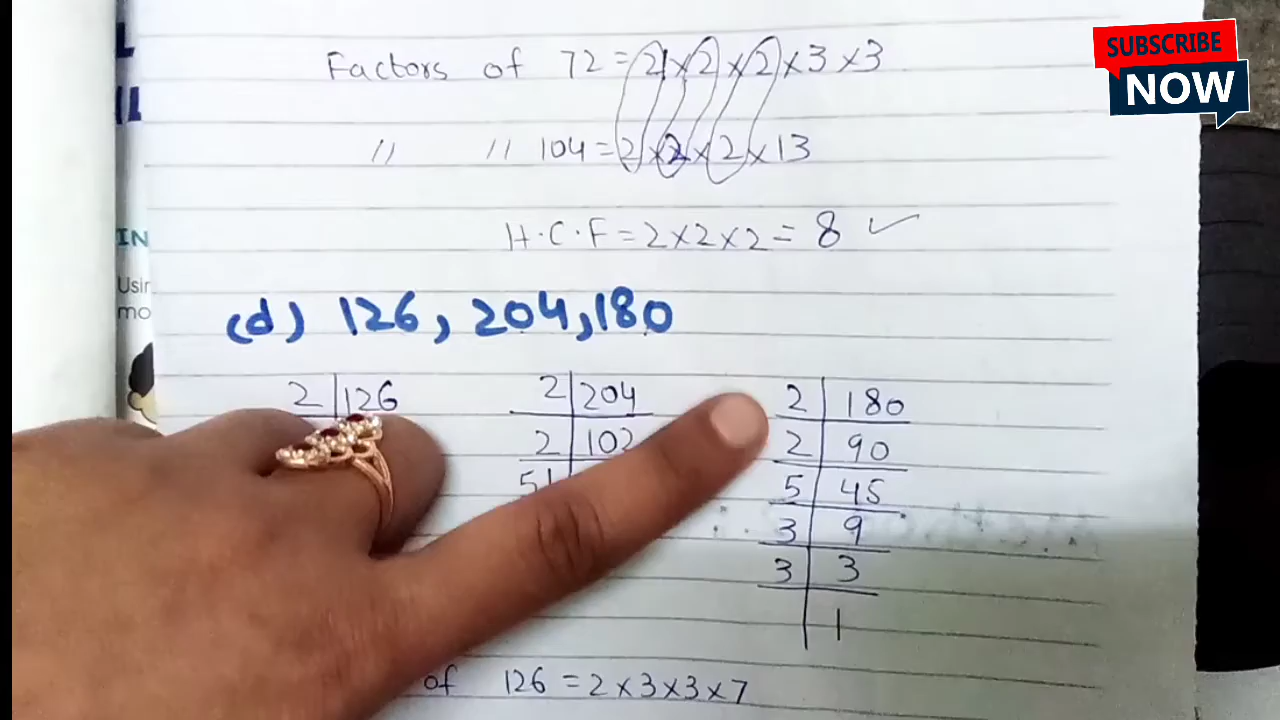 SUBSCRIBE
NOW
Factors of 72 = 2 × 2 × 2 × 3 × 3
〃 〃 104 = 2 × 2 × 2 × 13
H.C.F = 2 × 2 × 2 = 8 ✓
IN
(d) 126, 204, 180
2 | 126 2 | 204 2 | 180
2 | 102 2 | 90
51 5 | 45
3 | 9
3 | 3
1
of 126 = 2 × 3 × 3 × 7